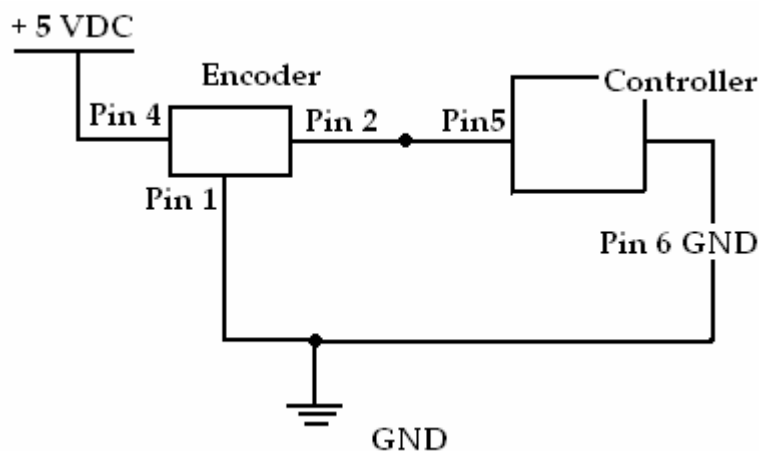 + 5 VDC
Encoder
Controller
Pin 4
Pin 2
Pin5
Pin 1
Pin 6 GND
GND